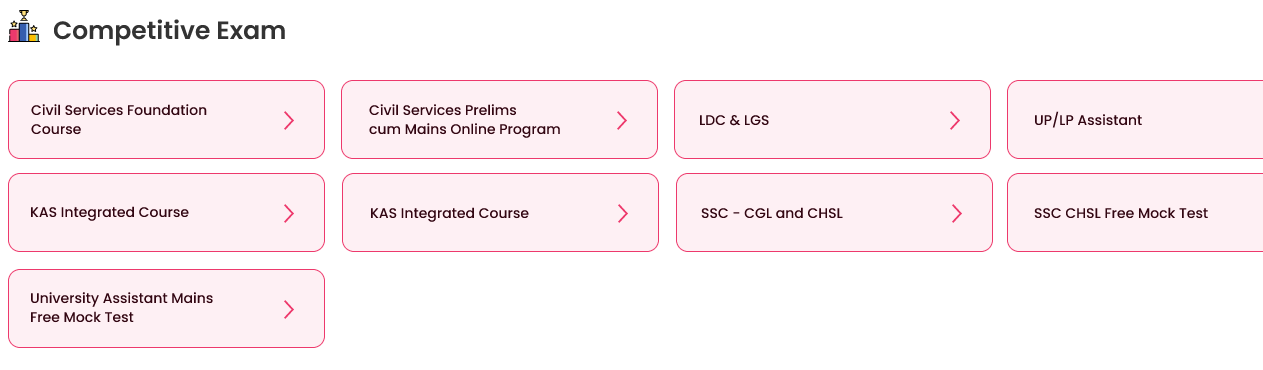 Competitive Exam
Civil Services Foundation
Course
Civil Services Prelims
cum Mains Online Program
LDC & LGS
UP/LP Assistant
KAS Integrated Course
KAS Integrated Course
SSC - CGL and CHSL
SSC CHSL Free Mock Test
University Assistant Mains
Free Mock Test